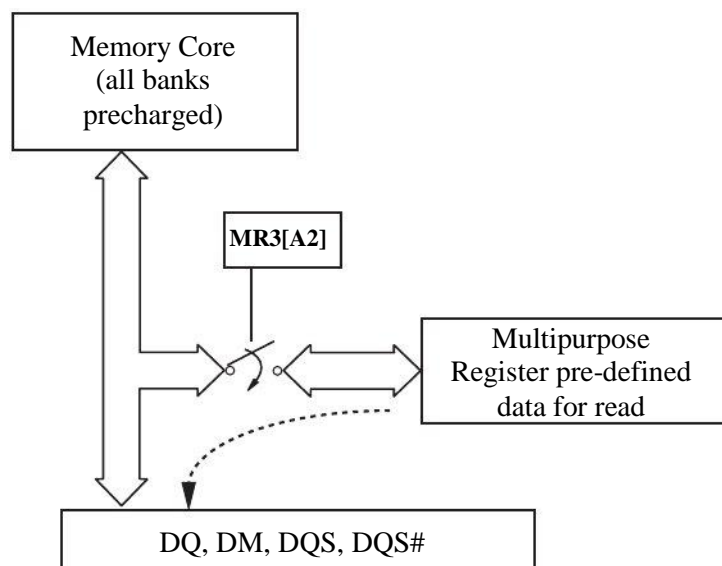 Memory Core
(all banks
precharged)
MR3[A2]
Multipurpose
Register pre-defined
data for read
DQ, DM, DQS, DQS#